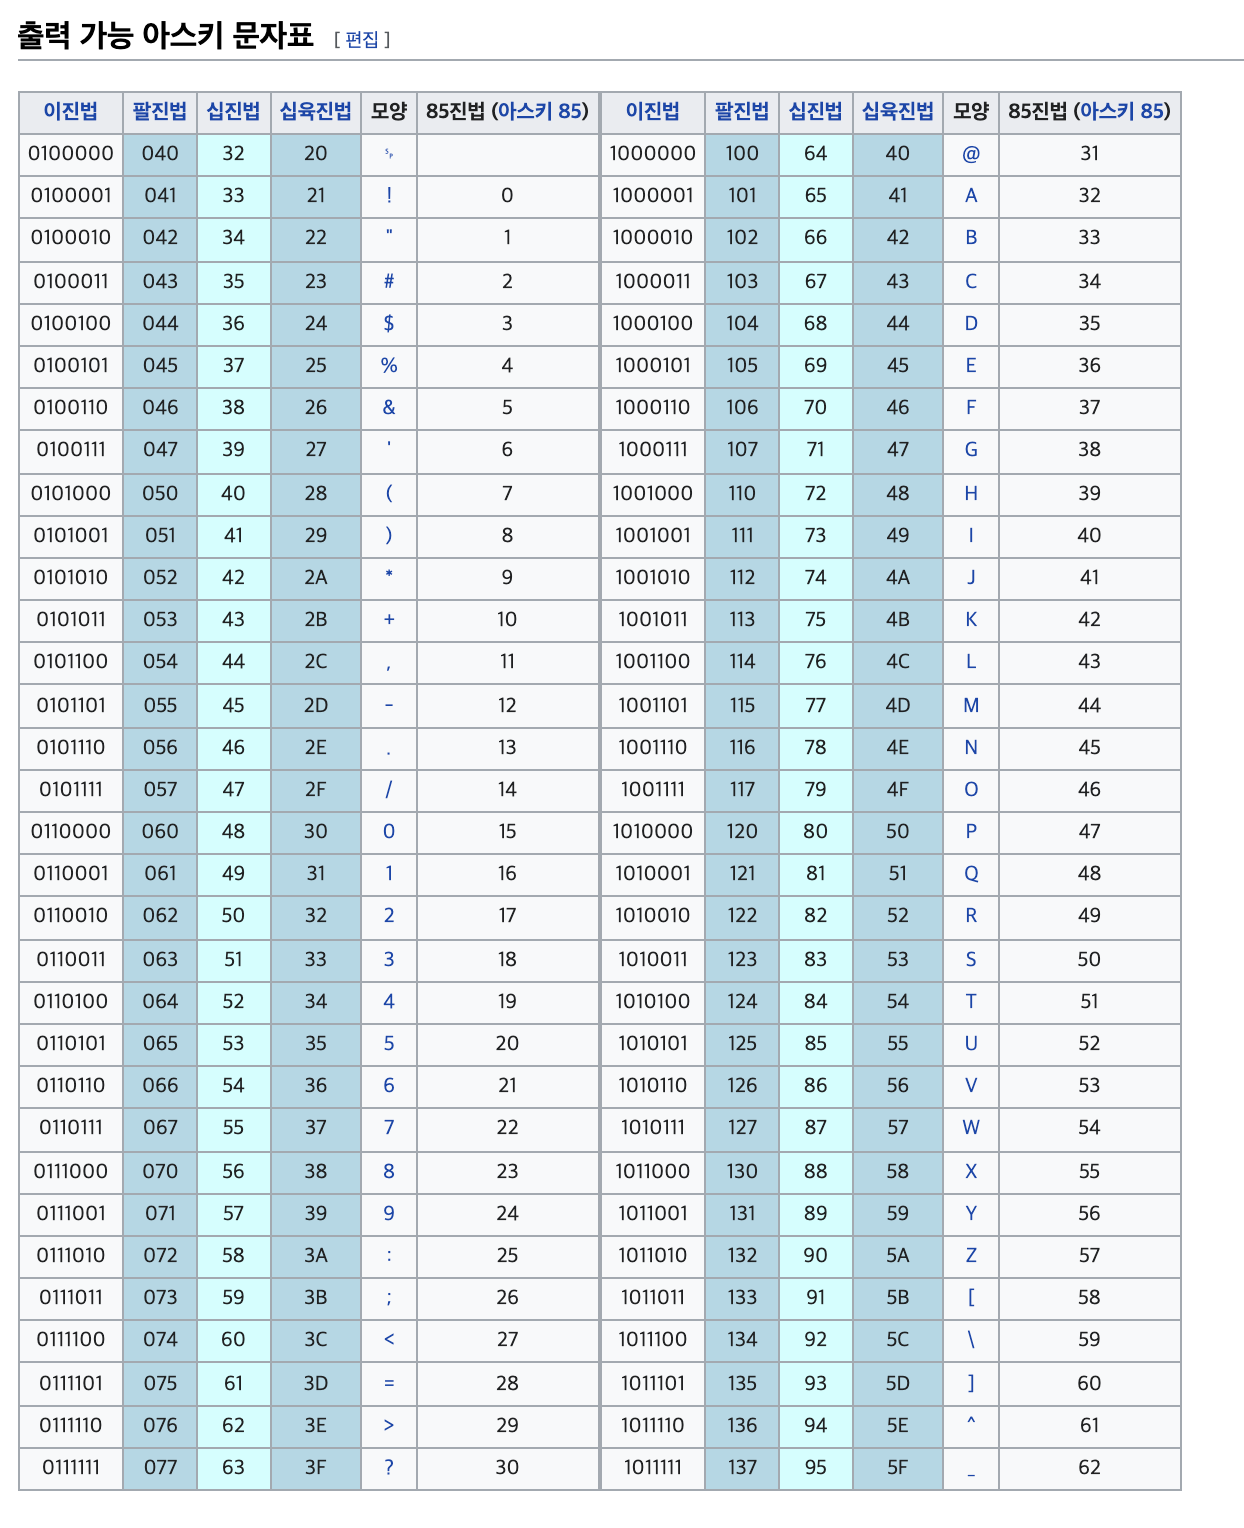 출력 가능 아스키 문자표 [ 편집 ]
이진법 팔진법 십진법 십육진법 모양 85진법 (아스키 85) 이진법 팔진법 십진법 십육진법 모양 85진법 (아스키 85)
0100000 040 32 20 ␠ 1000000 100 64 40 @ 31
0100001 041 33 21 ! 0 1000001 101 65 41 A 32
0100010 042 34 22 " 1 1000010 102 66 42 B 33
0100011 043 35 23 # 2 1000011 103 67 43 C 34
0100100 044 36 24 $ 3 1000100 104 68 44 D 35
0100101 045 37 25 % 4 1000101 105 69 45 E 36
0100110 046 38 26 & 5 1000110 106 70 46 F 37
0100111 047 39 27 ' 6 1000111 107 71 47 G 38
0101000 050 40 28 ( 7 1001000 110 72 48 H 39
0101001 051 41 29 ) 8 1001001 111 73 49 I 40
0101010 052 42 2A * 9 1001010 112 74 4A J 41
0101011 053 43 2B + 10 1001011 113 75 4B K 42
0101100 054 44 2C , 11 1001100 114 76 4C L 43
0101101 055 45 2D - 12 1001101 115 77 4D M 44
0101110 056 46 2E . 13 1001110 116 78 4E N 45
0101111 057 47 2F / 14 1001111 117 79 4F O 46
0110000 060 48 30 0 15 1010000 120 80 50 P 47
0110001 061 49 31 1 16 1010001 121 81 51 Q 48
0110010 062 50 32 2 17 1010010 122 82 52 R 49
0110011 063 51 33 3 18 1010011 123 83 53 S 50
0110100 064 52 34 4 19 1010100 124 84 54 T 51
0110101 065 53 35 5 20 1010101 125 85 55 U 52
0110110 066 54 36 6 21 1010110 126 86 56 V 53
0110111 067 55 37 7 22 1010111 127 87 57 W 54
0111000 070 56 38 8 23 1011000 130 88 58 X 55
0111001 071 57 39 9 24 1011001 131 89 59 Y 56
0111010 072 58 3A : 25 1011010 132 90 5A Z 57
0111011 073 59 3B ; 26 1011011 133 91 5B [ 58
0111100 074 60 3C < 27 1011100 134 92 5C \ 59
0111101 075 61 3D = 28 1011101 135 93 5D ] 60
0111110 076 62 3E > 29 1011110 136 94 5E ^ 61
0111111 077 63 3F ? 30 1011111 137 95 5F _ 62